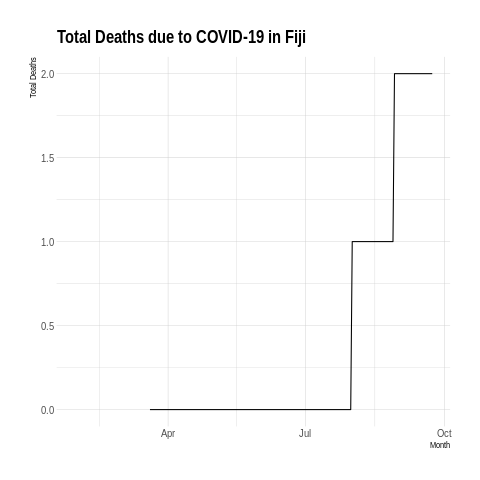 Total Deaths due to COVID-19 in Fiji
Total Deaths
2.0
1.5
1.0
0.5
0.0
Apr
Jul
Oct
Month